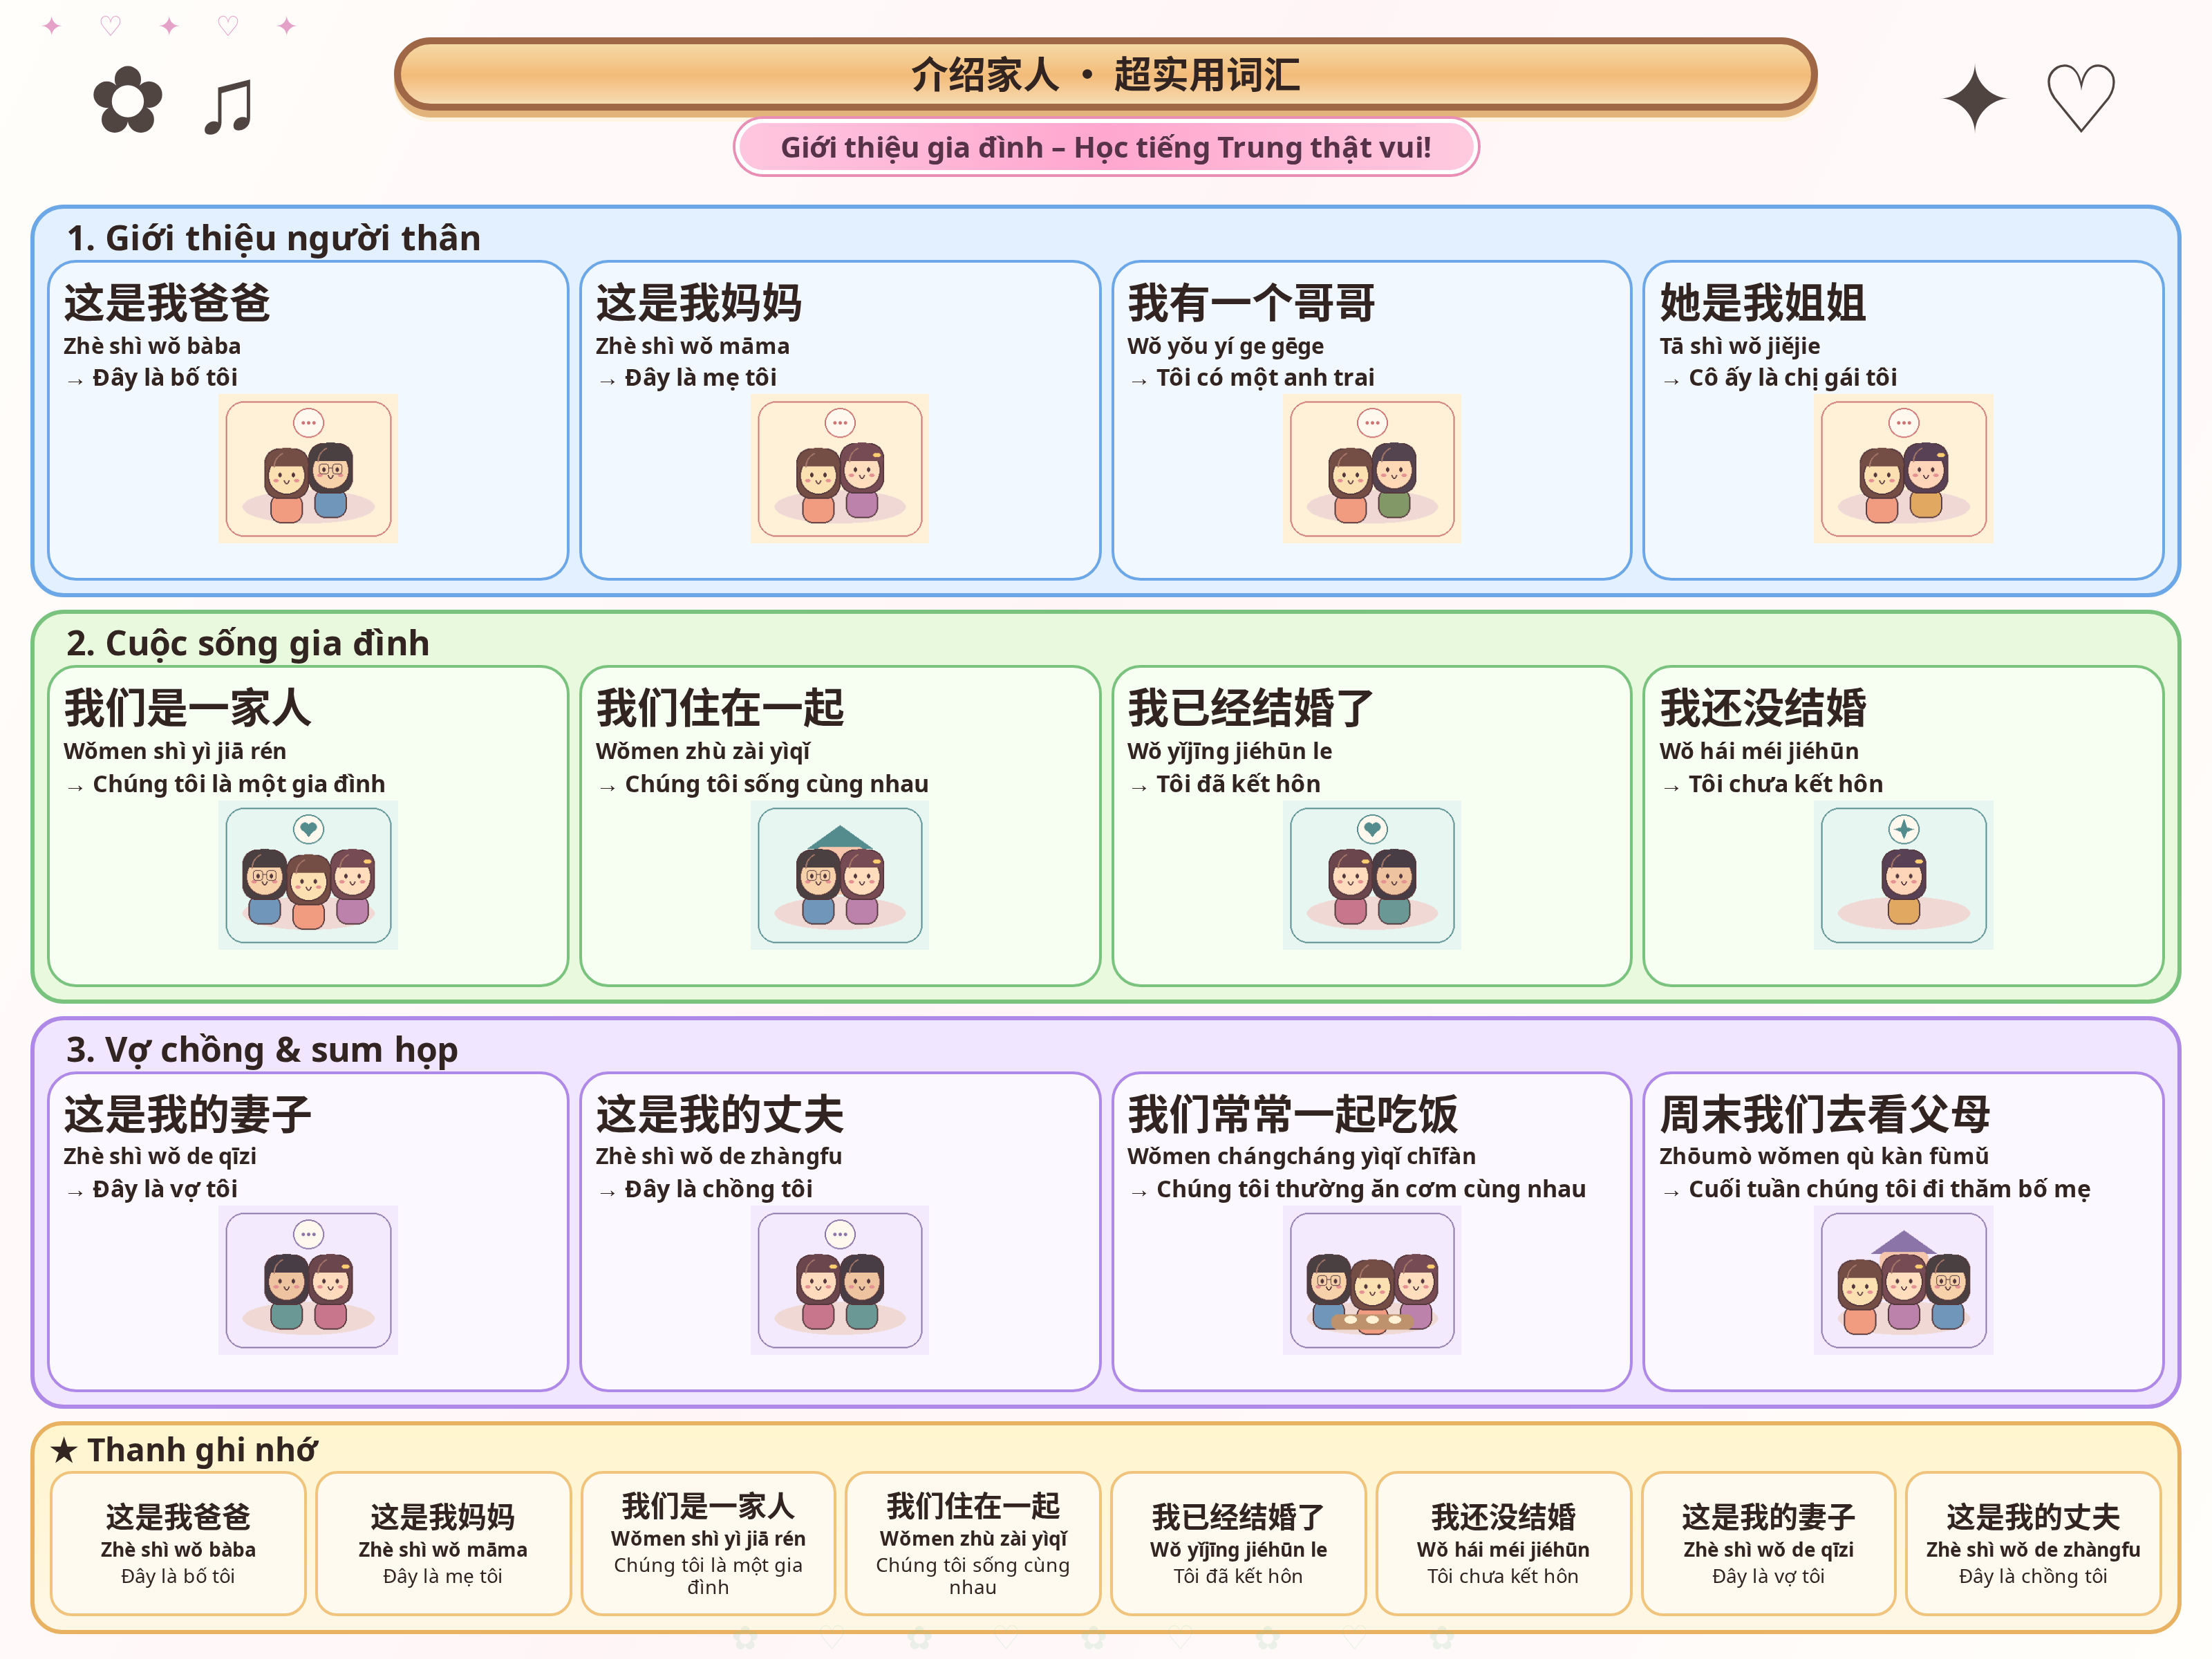 介绍家人 · 超实用词汇
Giới thiệu gia đình – Học tiếng Trung thật vui!
1. Giới thiệu người thân
这是我爸爸
Zhè shì wǒ bàba
→ Đây là bố tôi
这是我妈妈
Zhè shì wǒ māma
→ Đây là mẹ tôi
我有一个哥哥
Wǒ yǒu yí ge gēge
→ Tôi có một anh trai
她是我姐姐
Tā shì wǒ jiějie
→ Cô ấy là chị gái tôi
2. Cuộc sống gia đình
我们是一家人
Wǒmen shì yì jiā rén
→ Chúng tôi là một gia đình
我们住在一起
Wǒmen zhù zài yìqǐ
→ Chúng tôi sống cùng nhau
我已经结婚了
Wǒ yǐjīng jiéhūn le
→ Tôi đã kết hôn
我还没结婚
Wǒ hái méi jiéhūn
→ Tôi chưa kết hôn
3. Vợ chồng & sum họp
这是我的妻子
Zhè shì wǒ de qīzi
→ Đây là vợ tôi
这是我的丈夫
Zhè shì wǒ de zhàngfu
→ Đây là chồng tôi
我们常常一起吃饭
Wǒmen chángcháng yìqǐ chīfàn
→ Chúng tôi thường ăn cơm cùng nhau
周末我们去看父母
Zhōumò wǒmen qù kàn fùmǔ
→ Cuối tuần chúng tôi đi thăm bố mẹ
★ Thanh ghi nhớ
这是我爸爸
Zhè shì wǒ bàba
Đây là bố tôi
这是我妈妈
Zhè shì wǒ māma
Đây là mẹ tôi
我们是一家人
Wǒmen shì yì jiā rén
Chúng tôi là một gia
đình
我们住在一起
Wǒmen zhù zài yìqǐ
Chúng tôi sống cùng
nhau
我已经结婚了
Wǒ yǐjīng jiéhūn le
Tôi đã kết hôn
我还没结婚
Wǒ hái méi jiéhūn
Tôi chưa kết hôn
这是我的妻子
Zhè shì wǒ de qīzi
Đây là vợ tôi
这是我的丈夫
Zhè shì wǒ de zhàngfu
Đây là chồng tôi